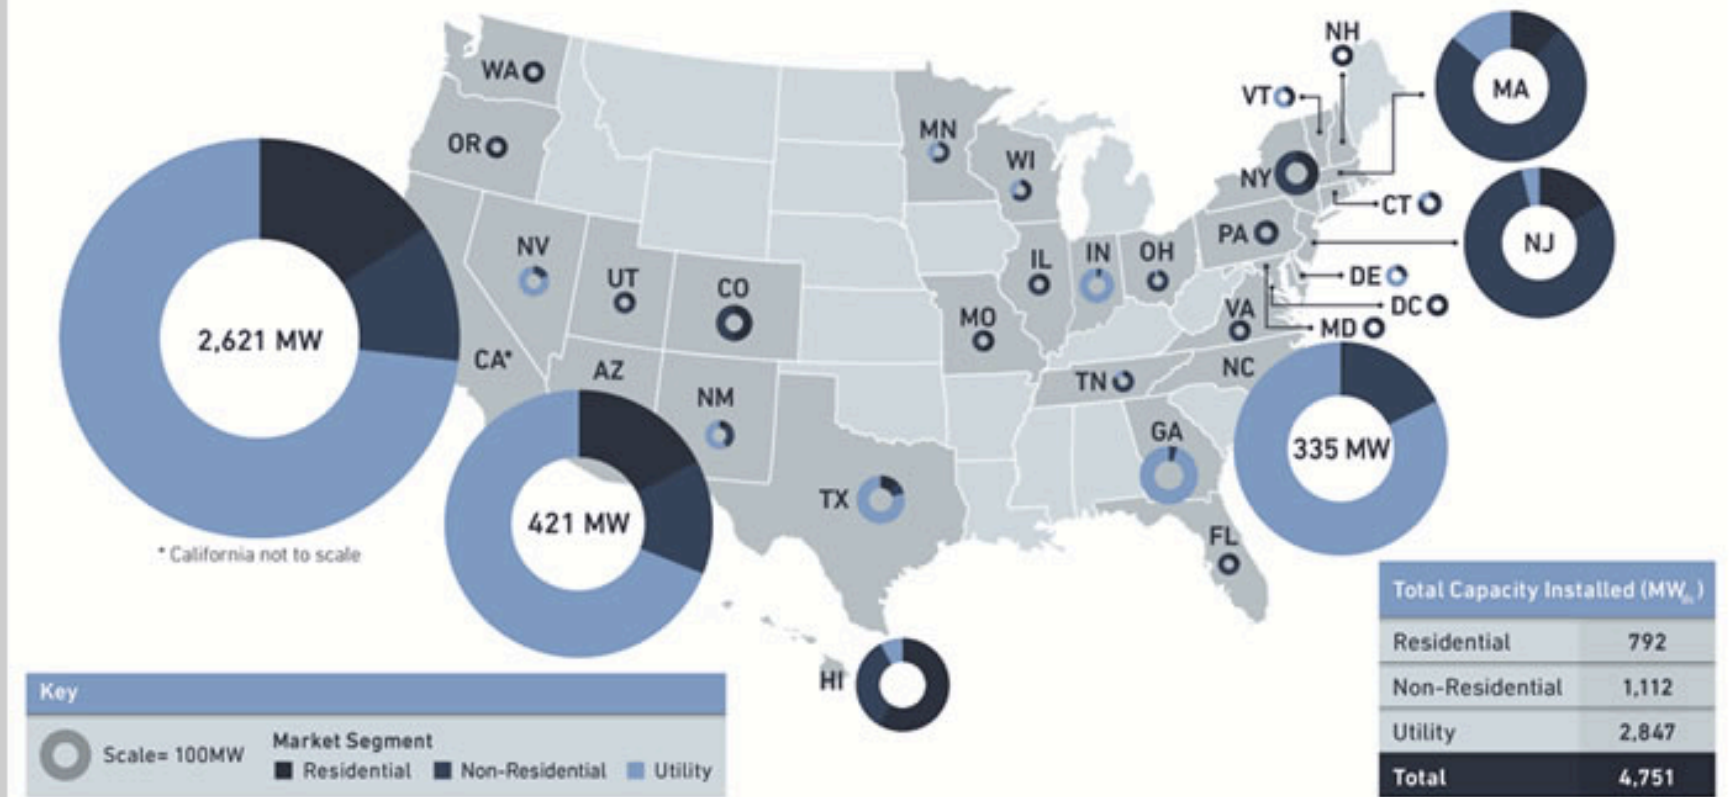 NH
MA
WA
VT
MN
OR
WI
NY
CT
PA
NJ
NV
IL
IN
OH
UT
DE
CO
DC
VA
MO
MD
2,621 MW
CA*
AZ
NC
TN
NM
GA
335 MW
TX
421 MW
FL
* California not to scale
HI
Total Capacity Installed (MWdc)
Residential 792
Non-Residential 1,112
Utility 2,847
Total 4,751
Key
Scale= 100MW
Market Segment
Residential Non-Residential Utility